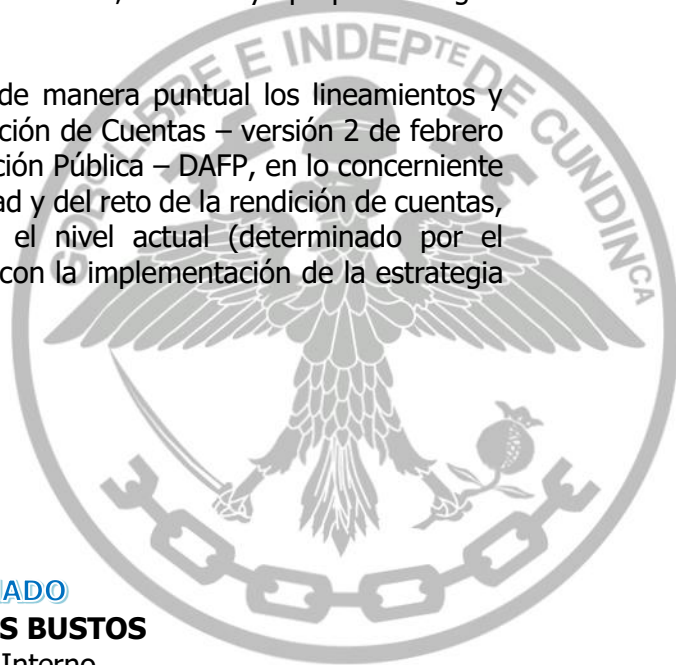 de manera puntual los lineamientos y
ción de Cuentas – versión 2 de febrero
ción Pública – DAFP, en lo concerniente
ad y del reto de la rendición de cuentas,
el nivel actual (determinado por el
con la implementación de la estrategia
LIBRE E INDEPTE DE CUNDINCA
ADO
S BUSTOS
Interno